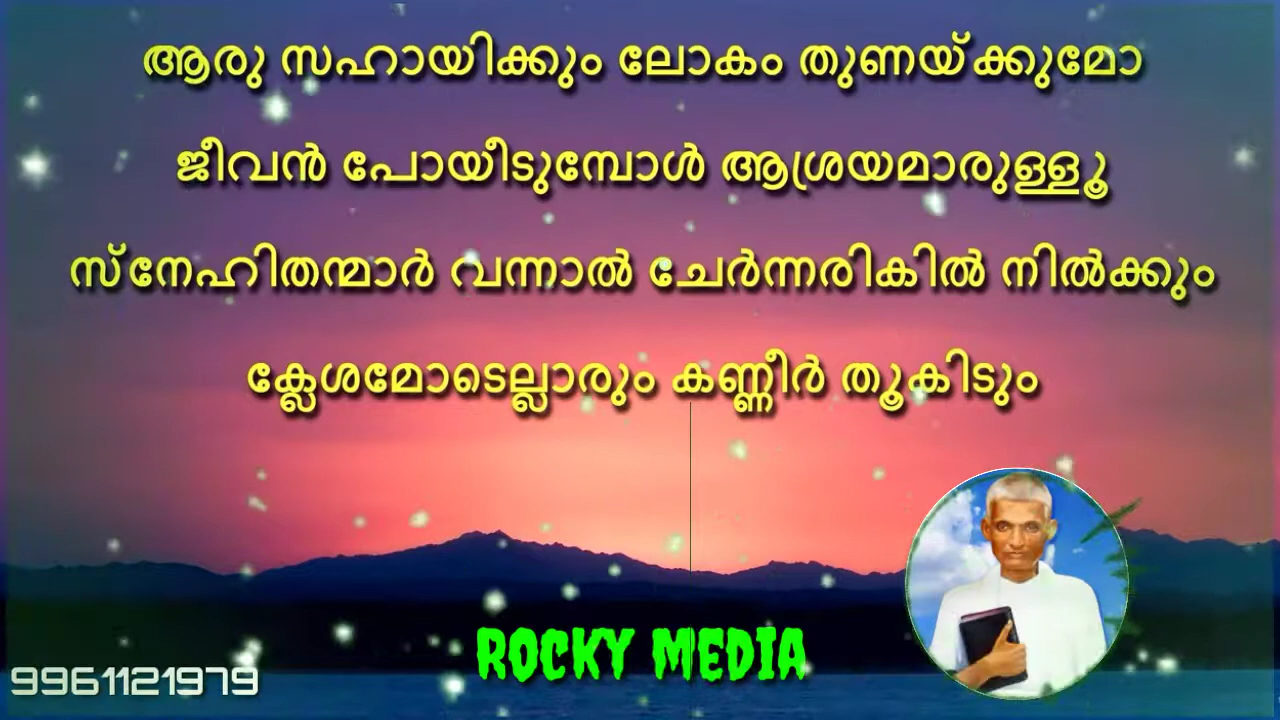 ആരു സഹായിക്കും ലോകം തുണയ്ക്കുമോ
ജീവൻ പോയീടുമ്പോൾ ആശ്രയമാരുള്ളൂ
സ്നേഹിതന്മാർ വന്നാൽ ചേർന്നരികിൽ നിൽക്കും
ക്ലേശമോടെല്ലാരും കണ്ണീർ തൂകിടും
ROCKY MEDIA
9961121979